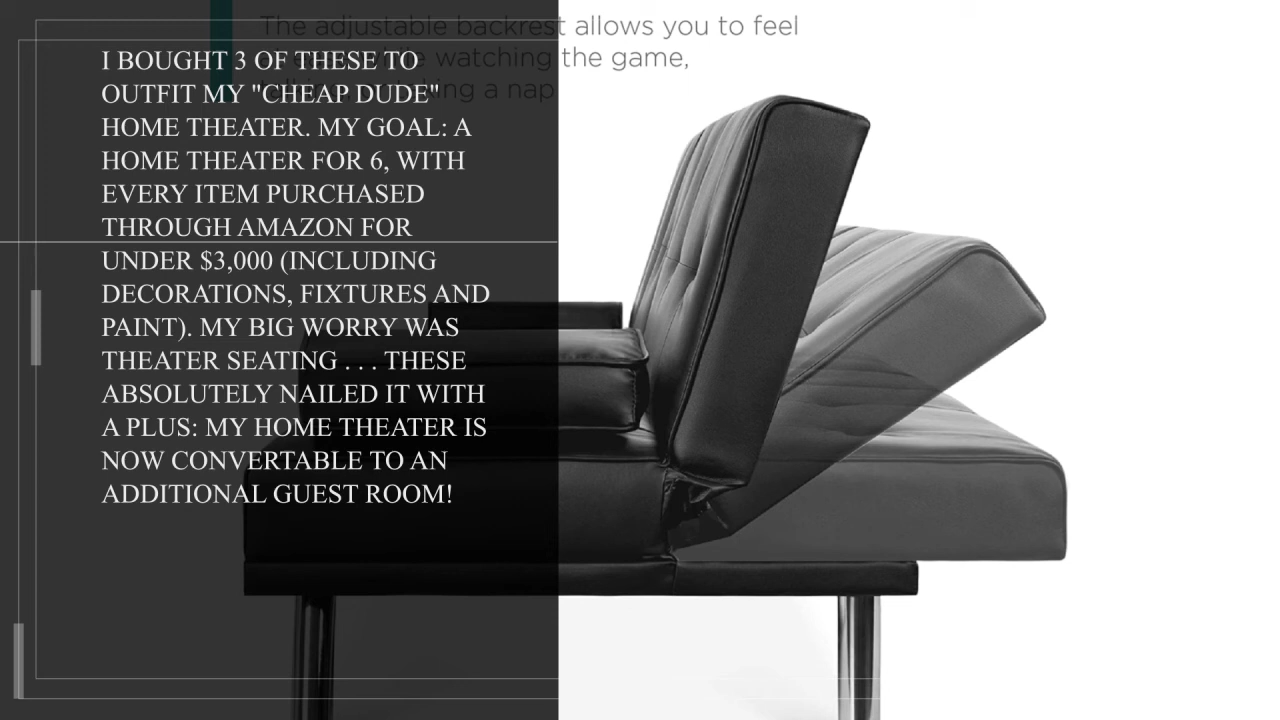 The adjustable backrest allows you to feel
while watching the game,
taking a nap
I BOUGHT 3 OF THESE TO
OUTFIT MY "CHEAP DUDE"
HOME THEATER. MY GOAL: A
HOME THEATER FOR 6, WITH
EVERY ITEM PURCHASED
THROUGH AMAZON FOR
UNDER $3,000 (INCLUDING
DECORATIONS, FIXTURES AND
PAINT). MY BIG WORRY WAS
THEATER SEATING . . . THESE
ABSOLUTELY NAILED IT WITH
A PLUS: MY HOME THEATER IS
NOW CONVERTABLE TO AN
ADDITIONAL GUEST ROOM!